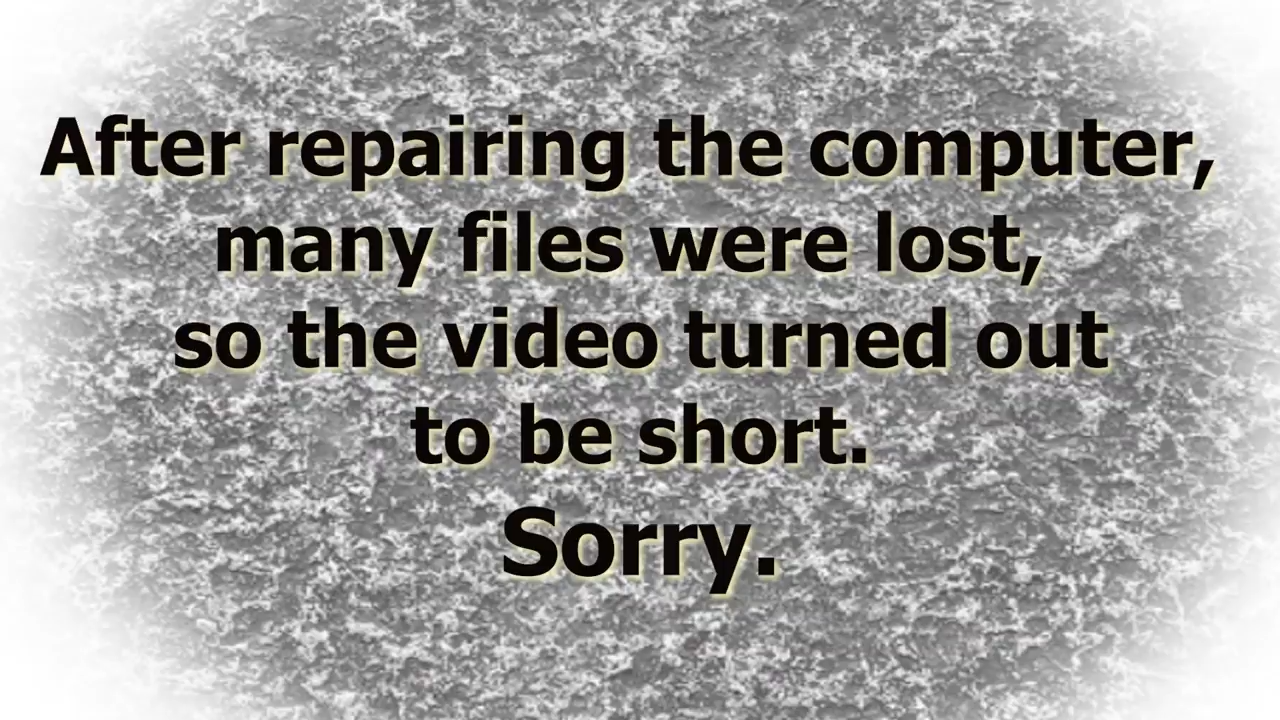 After repairing the computer,
many files were lost,
so the video turned out
to be short.
Sorry.